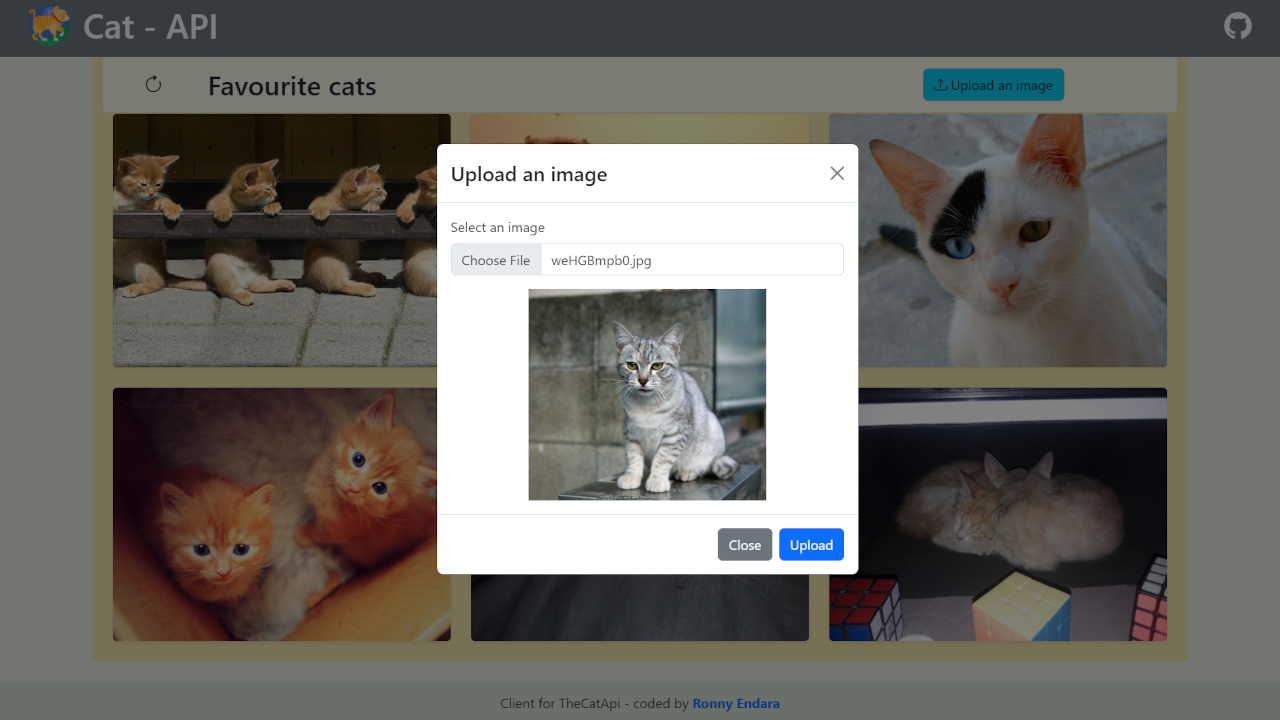 Cat - API
Favourite cats
Upload an image
Upload an image
Select an image
Choose File weHGBmpb0.jpg
Close Upload
Client for TheCatApi - coded by Ronny Endara